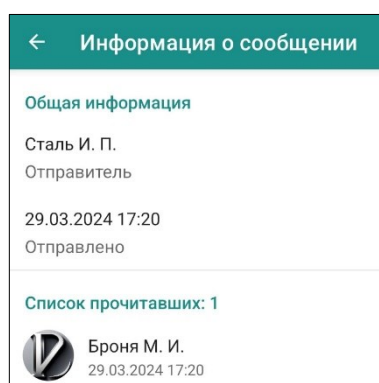 Информация о сообщении
Общая информация
Сталь И. П.
Отправитель
29.03.2024 17:20
Отправлено
Список прочитавших: 1
Броня М. И.
29.03.2024 17:20